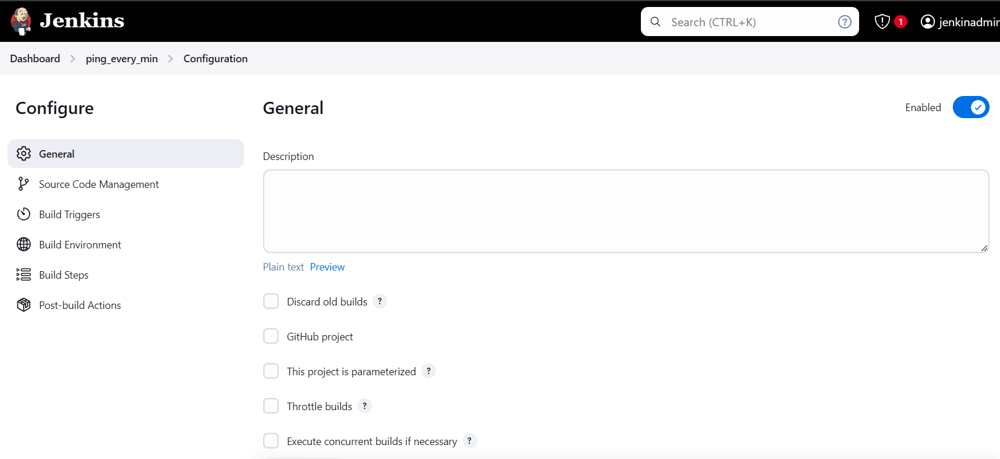 Jenkins
Search (CTRL+K)
?
!
1
jenkinadmin
Dashboard > ping_every_min > Configuration
Configure
General
Source Code Management
Build Triggers
Build Environment
Build Steps
Post-build Actions
General
Enabled
Description
Plain text Preview
Discard old builds ?
GitHub project
This project is parameterized ?
Throttle builds ?
Execute concurrent builds if necessary ?